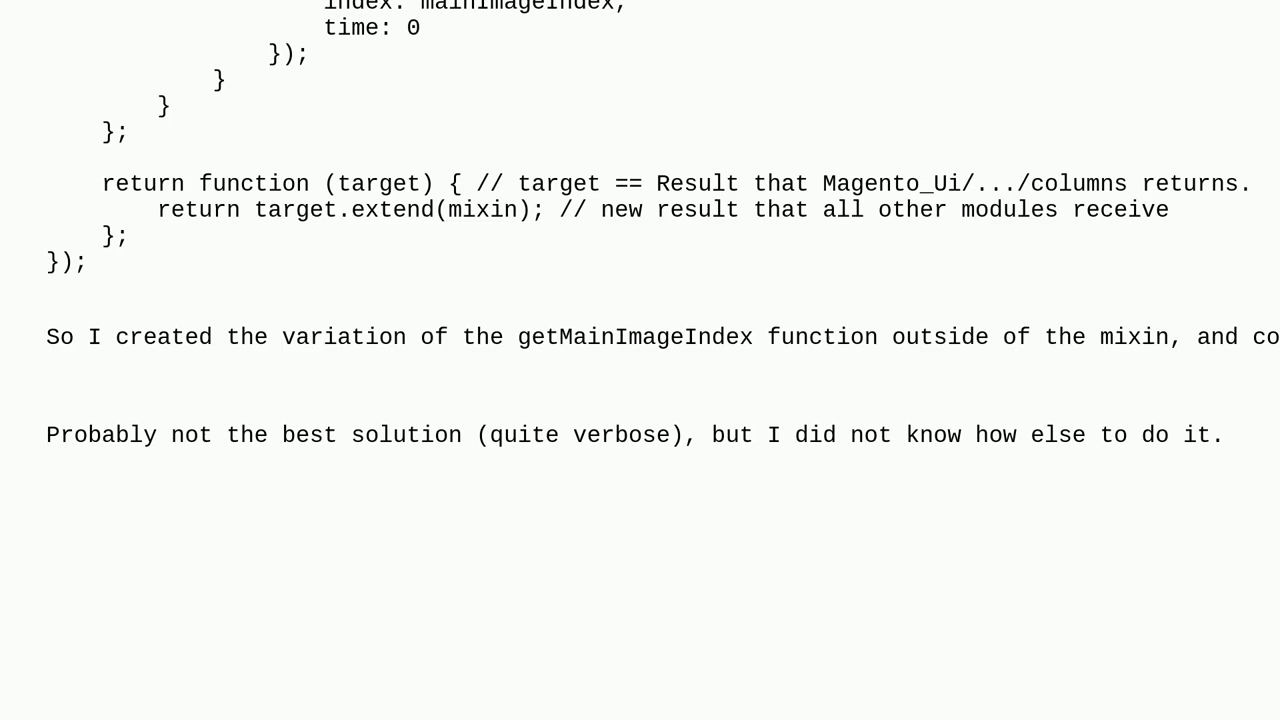 index: mainImageIndex,
time: 0
});
}
}
};
return function (target) { // target == Result that Magento_Ui/.../columns returns.
return target.extend(mixin); // new result that all other modules receive
};
});
So I created the variation of the getMainImageIndex function outside of the mixin, and co
Probably not the best solution (quite verbose), but I did not know how else to do it.